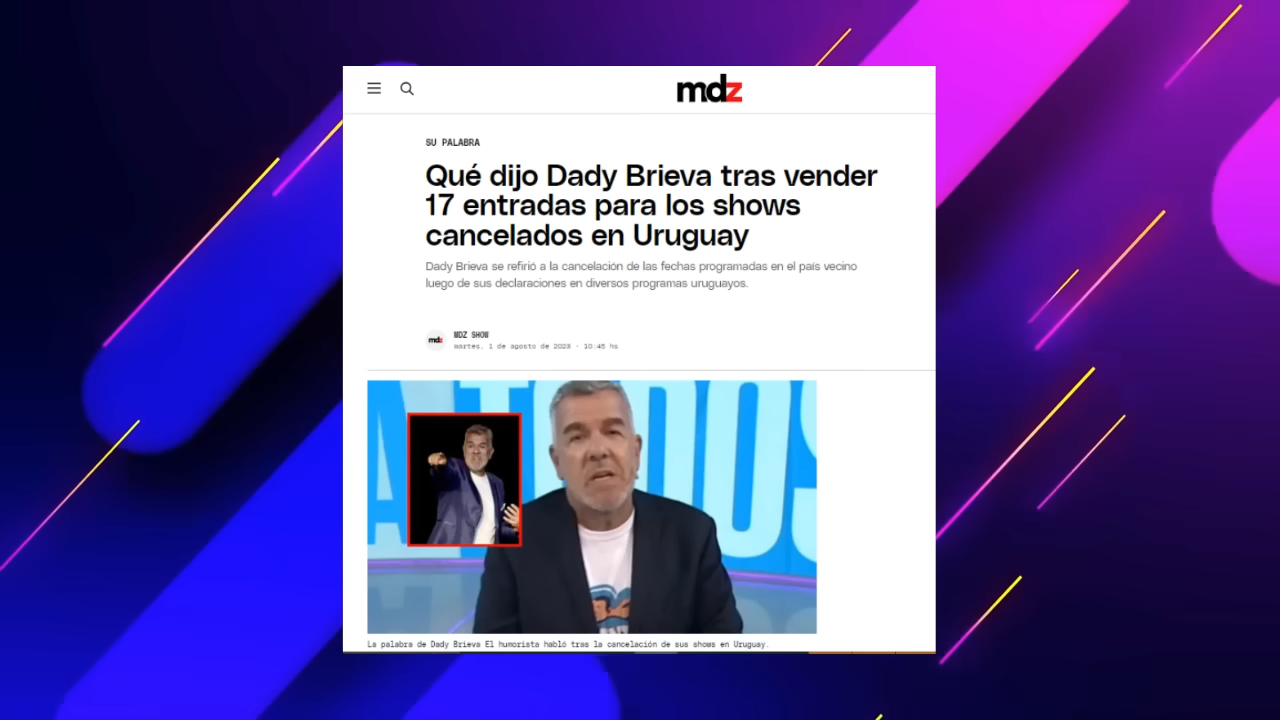 mdz
SU PALABRA
Qué dijo Dady Brieva tras vender
17 entradas para los shows
cancelados en Uruguay
Dady Brieva se refirió a la cancelación de las fechas programadas en el país vecino
luego de sus declaraciones en diversos programas uruguayos.
mdz
MDZ SHOW
martes, 1 de agosto de 2023 · 10:45 hs
A TODOS
La palabra de Dady Brieva El humorista habló tras la cancelación de sus shows en Uruguay.